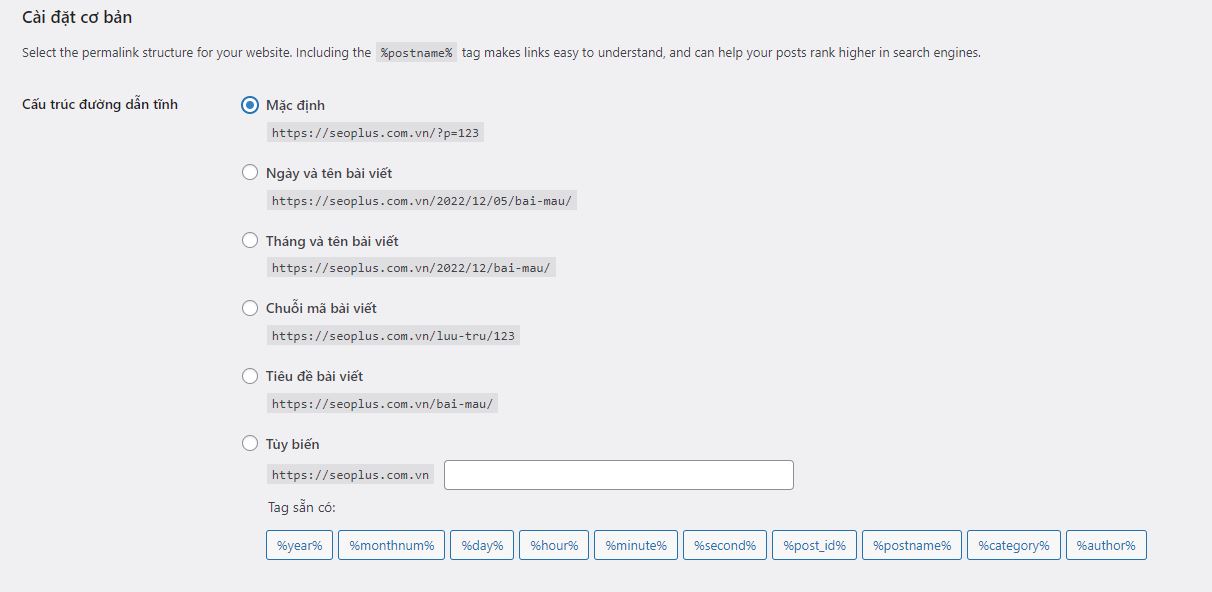 Cài đặt cơ bản
Select the permalink structure for your website. Including the %postname% tag makes links easy to understand, and can help your posts rank higher in search engines.
Cấu trúc đường dẫn tĩnh
Mặc định
https://seoplus.com.vn/?p=123
Ngày và tên bài viết
https://seoplus.com.vn/2022/12/05/bai-mau/
Tháng và tên bài viết
https://seoplus.com.vn/2022/12/bai-mau/
Chuỗi mã bài viết
https://seoplus.com.vn/luu-tru/123
Tiêu đề bài viết
https://seoplus.com.vn/bai-mau/
Tùy biến
https://seoplus.com.vn
Tag sẵn có:
%year% %monthnum% %day% %hour% %minute% %second% %post_id% %postname% %category% %author%